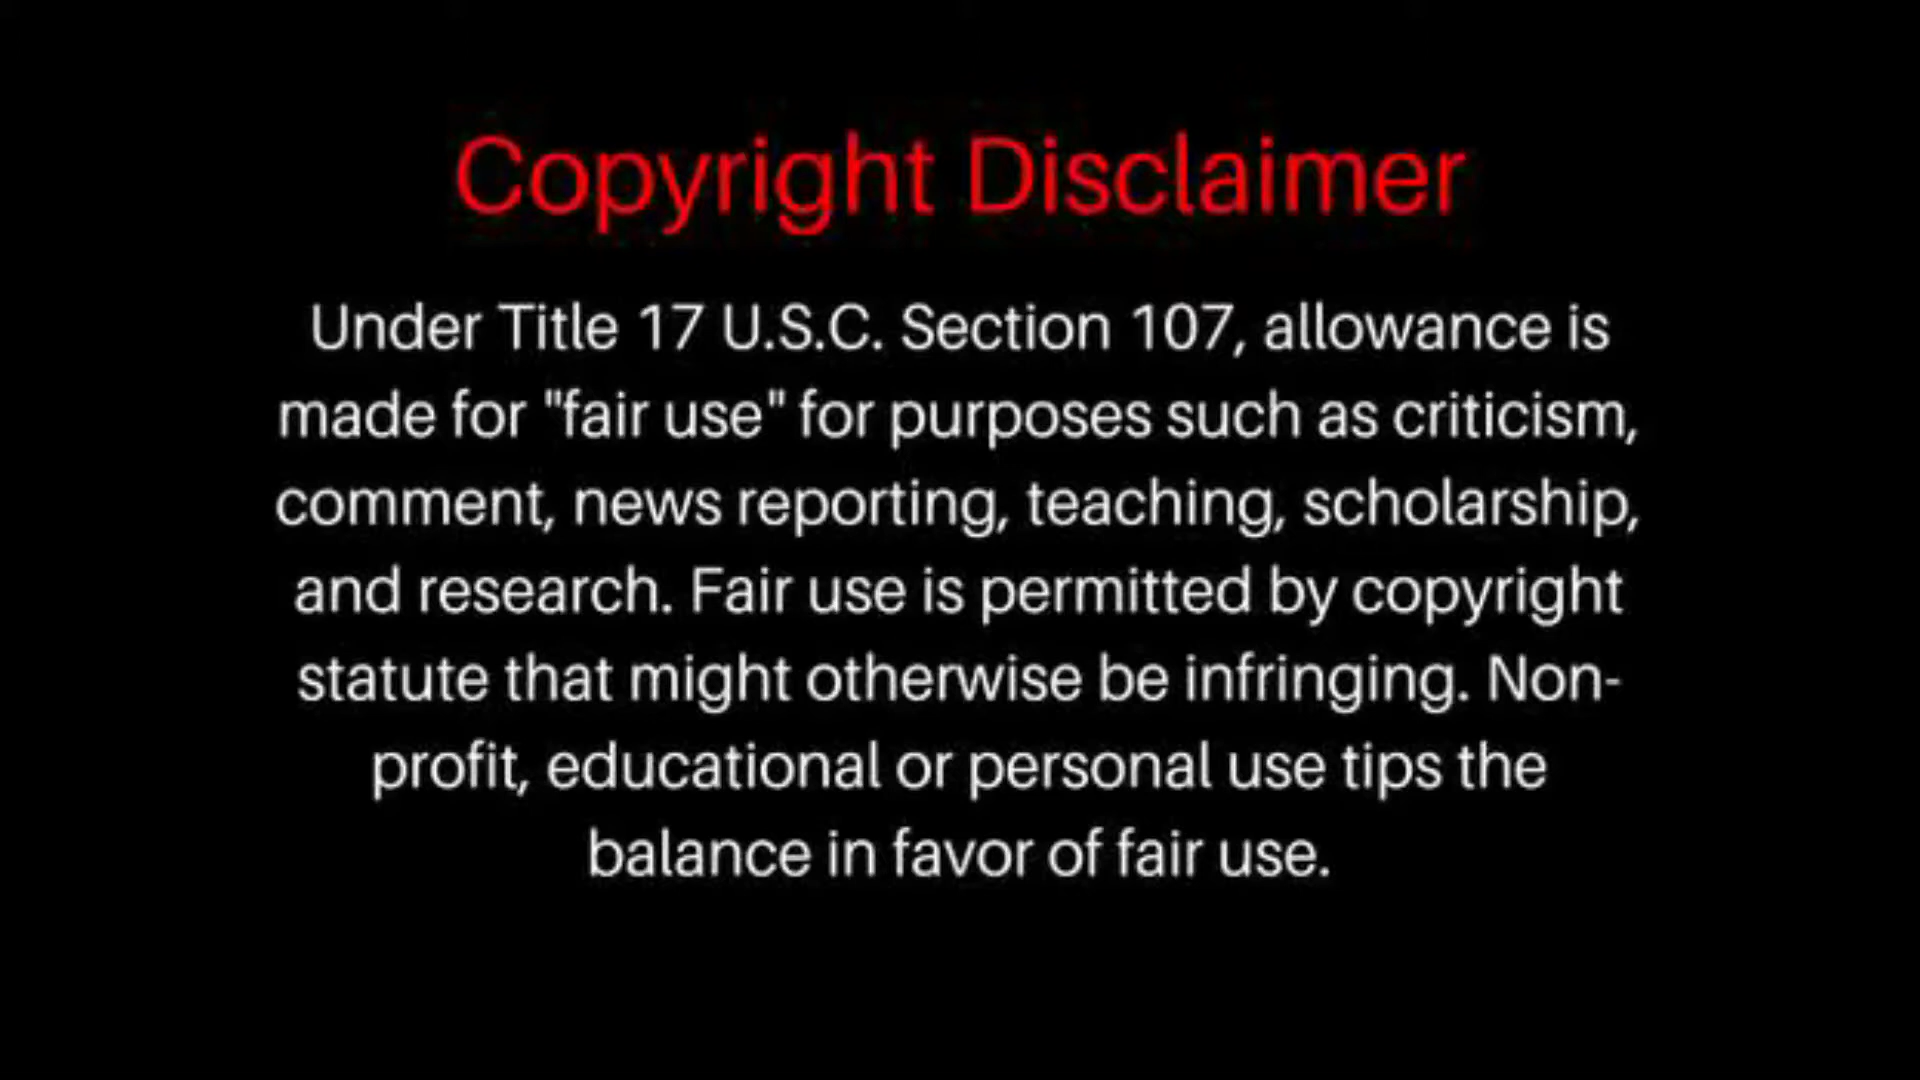 Copyright Disclaimer
Under Title 17 U.S.C. Section 107, allowance is
made for "fair use" for purposes such as criticism,
comment, news reporting, teaching, scholarship,
and research. Fair use is permitted by copyright
statute that might otherwise be infringing. Non-
profit, educational or personal use tips the
balance in favor of fair use.